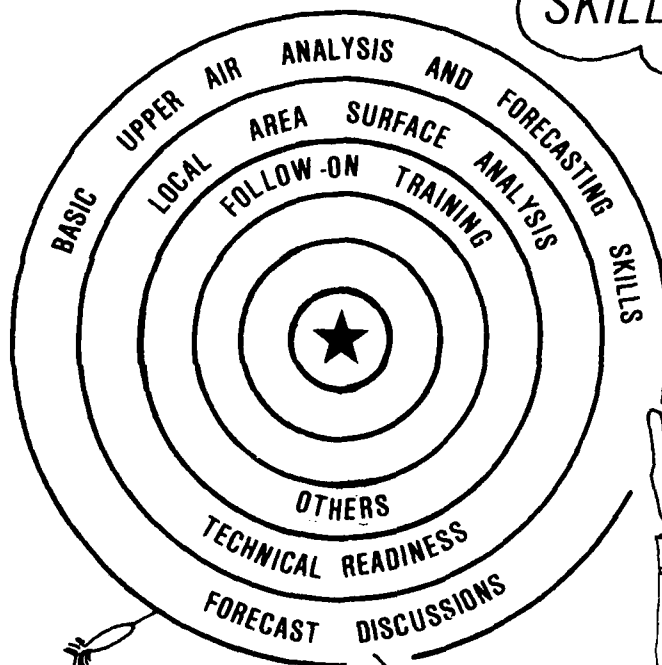 SKILL
BASIC UPPER AIR ANALYSIS AND FORECASTING SKILLS
LOCAL AREA SURFACE ANALYSIS
FOLLOW-ON TRAINING
OTHERS
TECHNICAL READINESS
FORECAST DISCUSSIONS